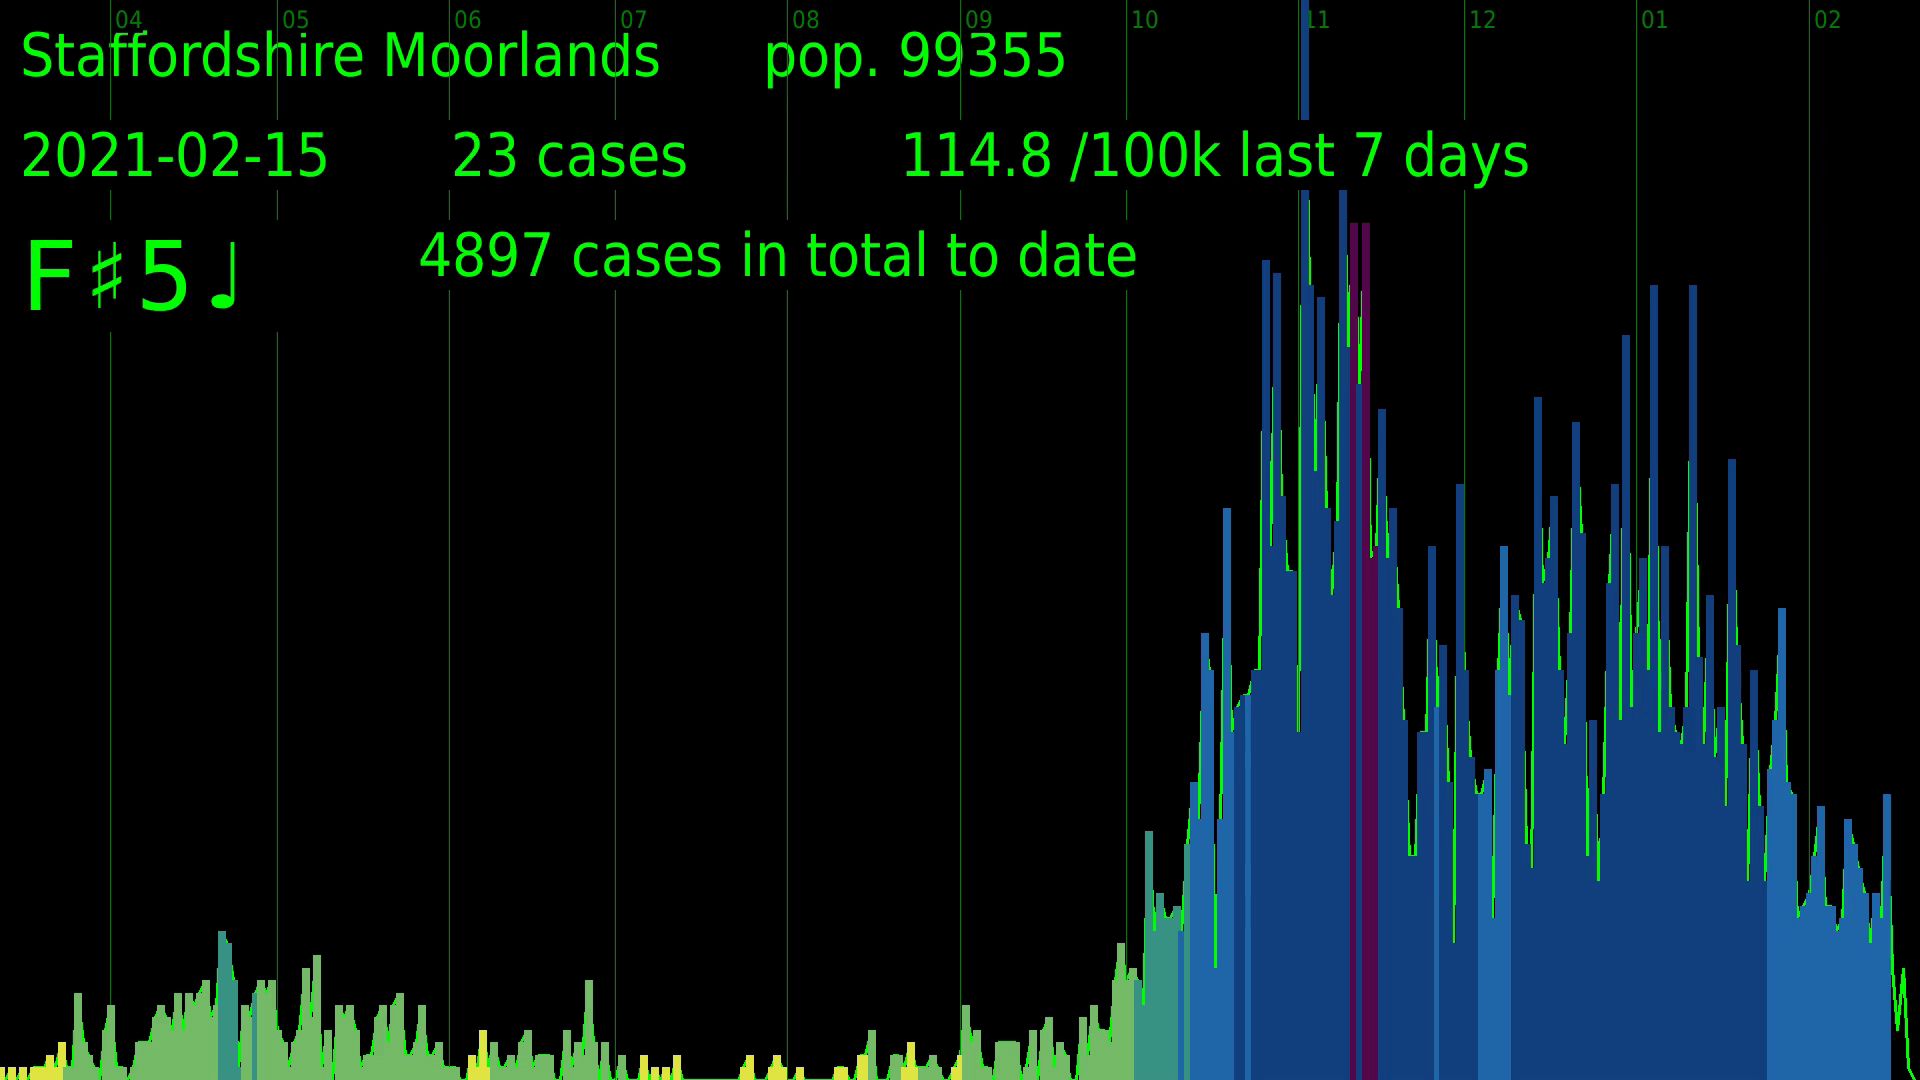 04 05 06 07 08 09 10 11 12 01 02
Staffordshire Moorlands pop. 99355
2021-02-15 23 cases 114.8 /100k last 7 days
F♯5♩ 4897 cases in total to date